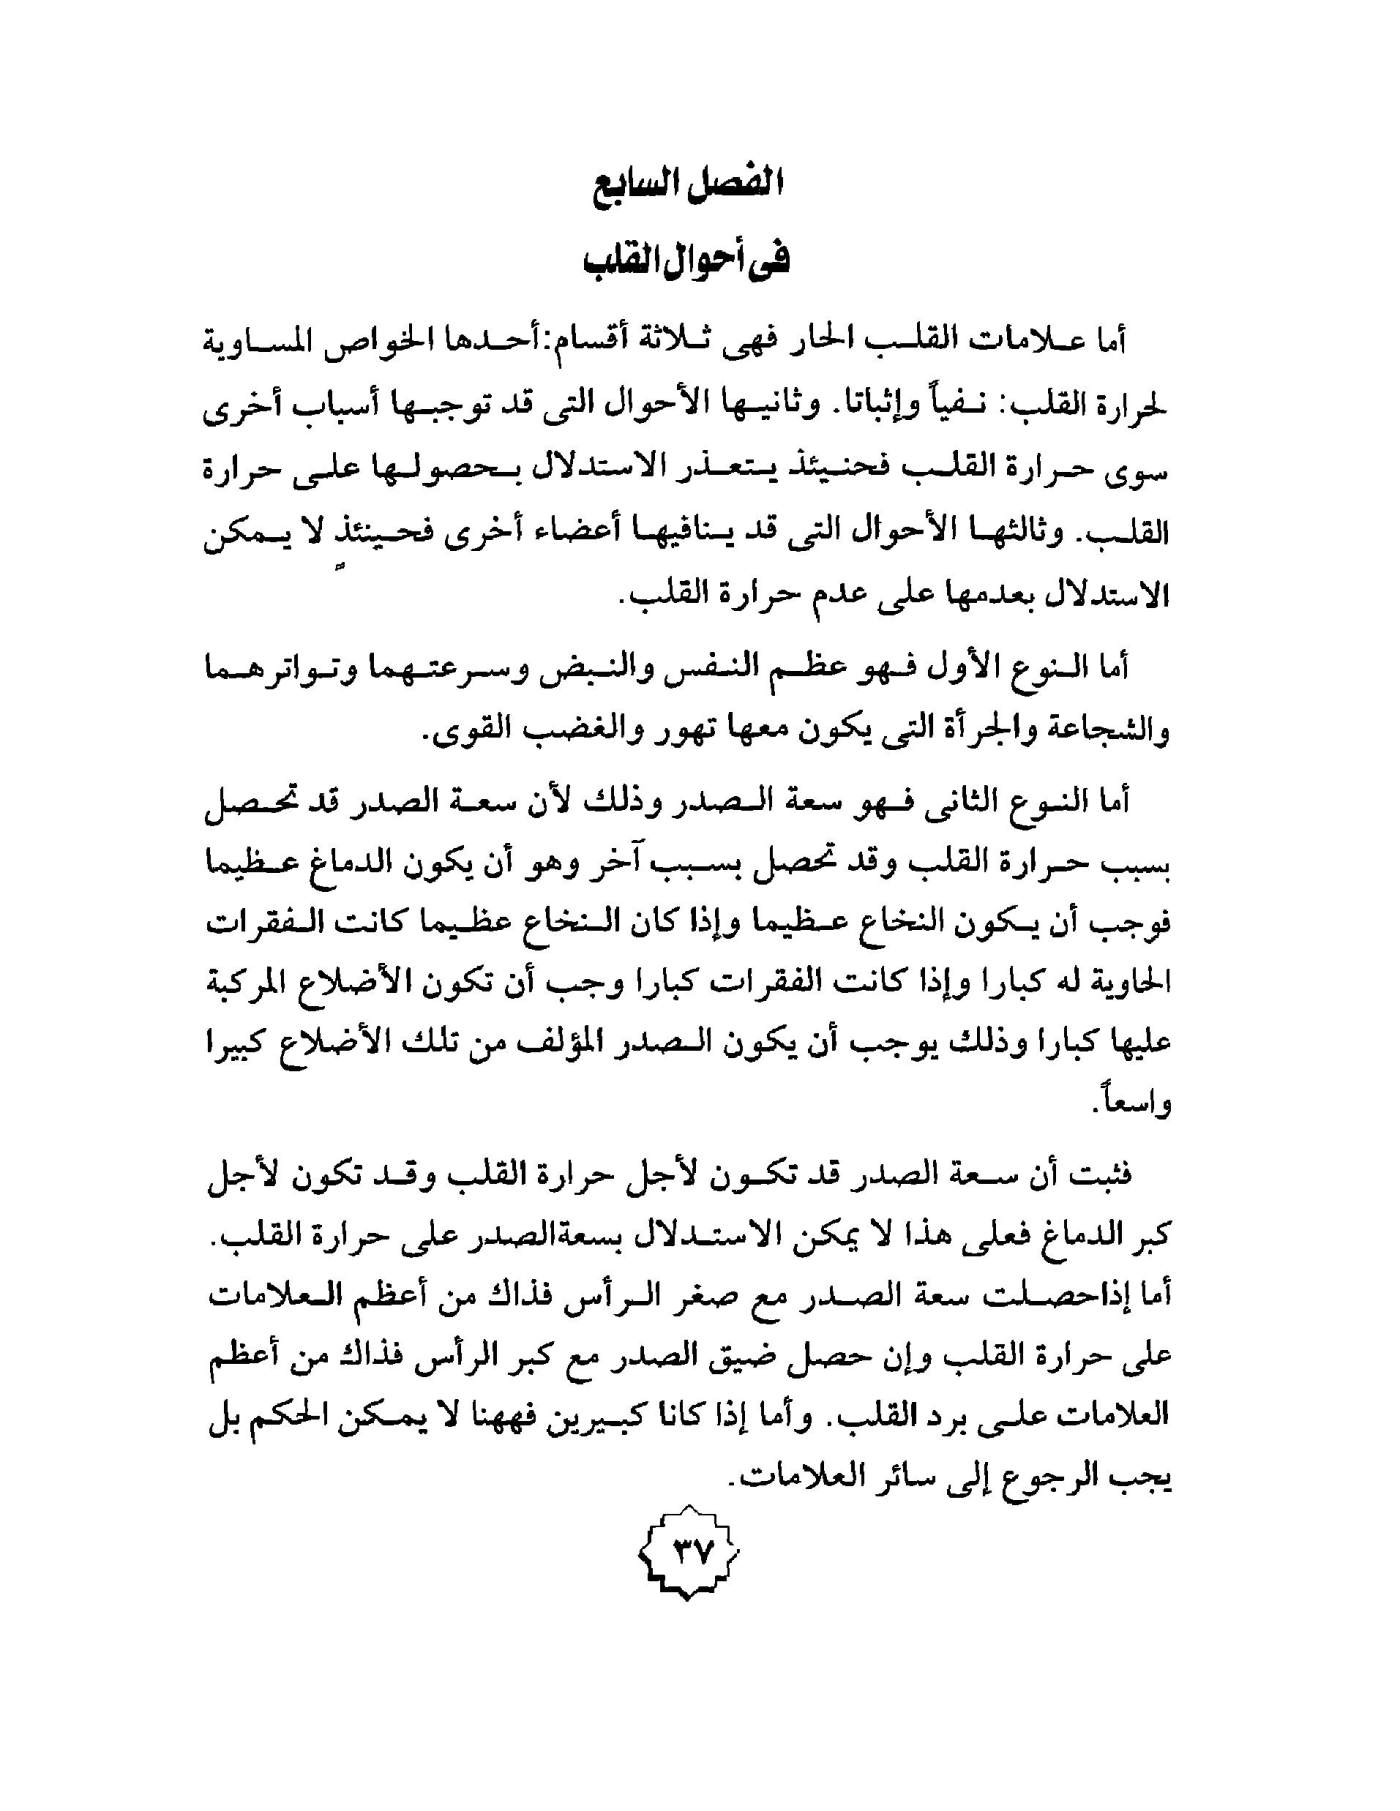 الفصل السابع
فى أحوال القلب
أما علامات القلب الحار فهى ثلاثة أقسام:أحدها الخواص المساوية
لحرارة القلب: نفياً وإثباتا. وثانيها الأحوال التى قد توجبها أسباب أخرى
سوى حرارة القلب فحنيئذ يتعذر الاستدلال بحصولها على حرارة
القلب. وثالثها الأحوال التى قد ينافيها أعضاء أخرى فحينئذٍ لا يمكن
الاستدلال بعدمها على عدم حرارة القلب.
أما النوع الأول فهو عظم النفس والنبض وسرعتهما وتواترهما
والشجاعة والجرأة التى يكون معها تهور والغضب القوى.
أما النوع الثانى فهو سعة الصدر وذلك لأن سعة الصدر قد تحصل
بسبب حرارة القلب وقد تحصل بسبب آخر وهو أن يكون الدماغ عظيما
فوجب أن يكون النخاع عظيما وإذا كان النخاع عظيما كانت الفقرات
الحاوية له كبارا وإذا كانت الفقرات كبارا وجب أن تكون الأضلاع المركبة
عليها كبارا وذلك يوجب أن يكون الصدر المؤلف من تلك الأضلاع كبيرا
واسعاً.
فثبت أن سعة الصدر قد تكون لأجل حرارة القلب وقد تكون لأجل
كبر الدماغ فعلى هذا لا يمكن الاستدلال بسعةالصدر على حرارة القلب.
أما إذاحصلت سعة الصدر مع صغر الرأس فذاك من أعظم العلامات
على حرارة القلب وإن حصل ضيق الصدر مع كبر الرأس فذاك من أعظم
العلامات على برد القلب. وأما إذا كانا كبيرين فههنا لا يمكن الحكم بل
يجب الرجوع إلى سائر العلامات.
٣٧